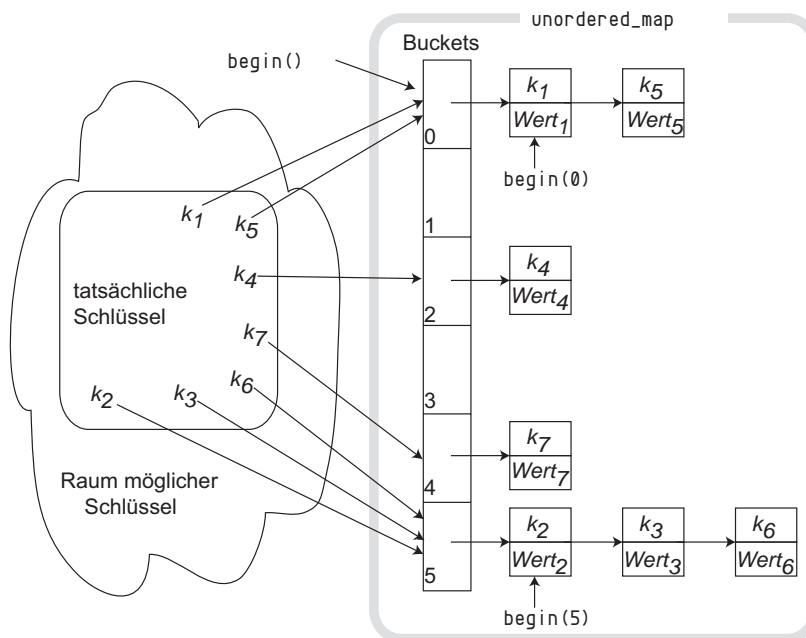 unordered_map
Buckets
begin()
k1
Wert1
k5
Wert5
0
begin(0)
k1
k5
1
k4
tatsächliche
Schlüssel
k4
Wert4
2
k7
k6
k2
k3
3
k7
Wert7
4
Raum möglicher
Schlüssel
k2
Wert2
k3
Wert3
k6
Wert6
5
begin(5)